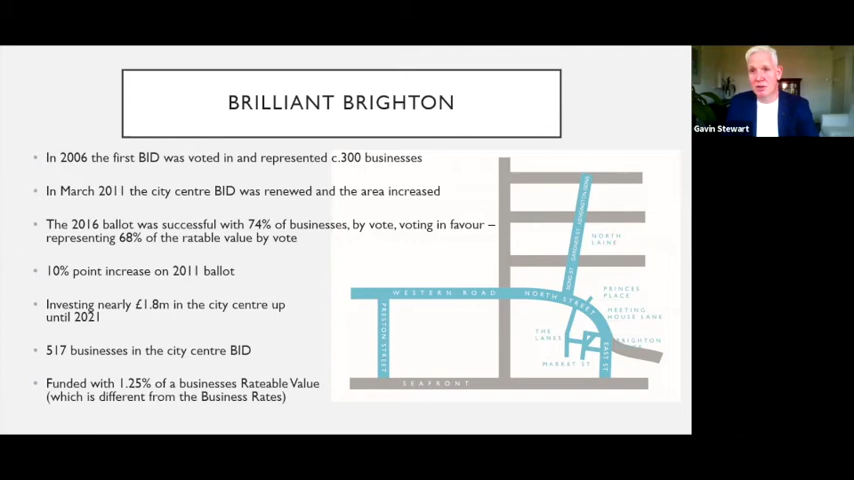 BRILLIANT BRIGHTON
• In 2006 the first BID was voted in and represented c.300 businesses
• In March 2011 the city centre BID was renewed and the area increased
• The 2016 ballot was successful with 74% of businesses, by vote, voting in favour –
representing 68% of the ratable value by vote
• 10% point increase on 2011 ballot
• Investing nearly £1.8m in the city centre up
until 2021
• 517 businesses in the city centre BID
• Funded with 1.25% of a businesses Rateable Value
(which is different from the Business Rates)
GARDNER ST
NORTH
LAINE
WESTERN ROAD
NORTH STREET
PRINCES
PLACE
MEETING
HOUSE LANE
PRESTON STREET
THE
LANES
BRIGHTON
EAST ST
MARKET ST
SEAFRONT
Gavin Stewart